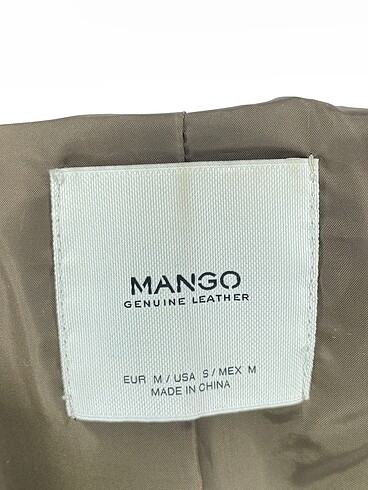 MANGO
GENUINE LEATHER
EUR M / USA S / MEX M
MADE IN CHINA